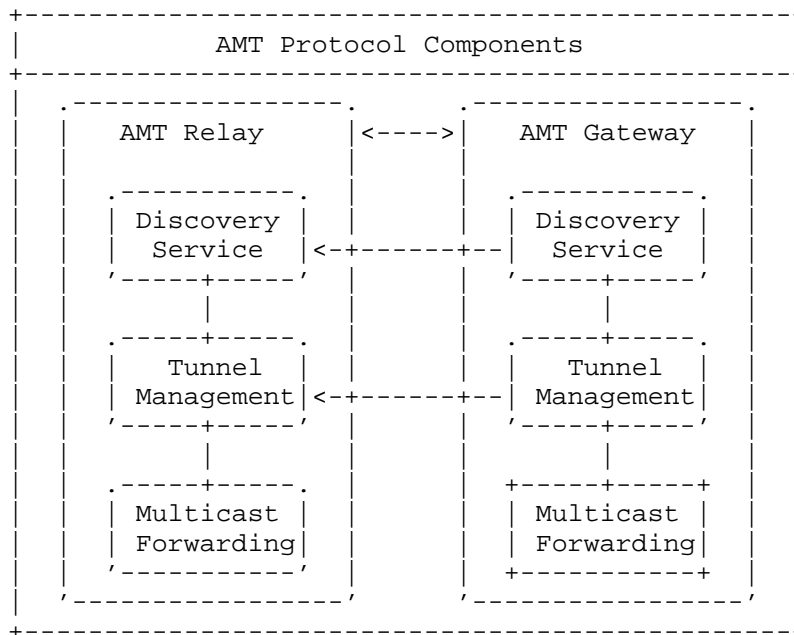 AMT Protocol Components
AMT Relay <----> AMT Gateway
Discovery Discovery
Service Service
Tunnel Tunnel
Management Management
Multicast Multicast
Forwarding Forwarding